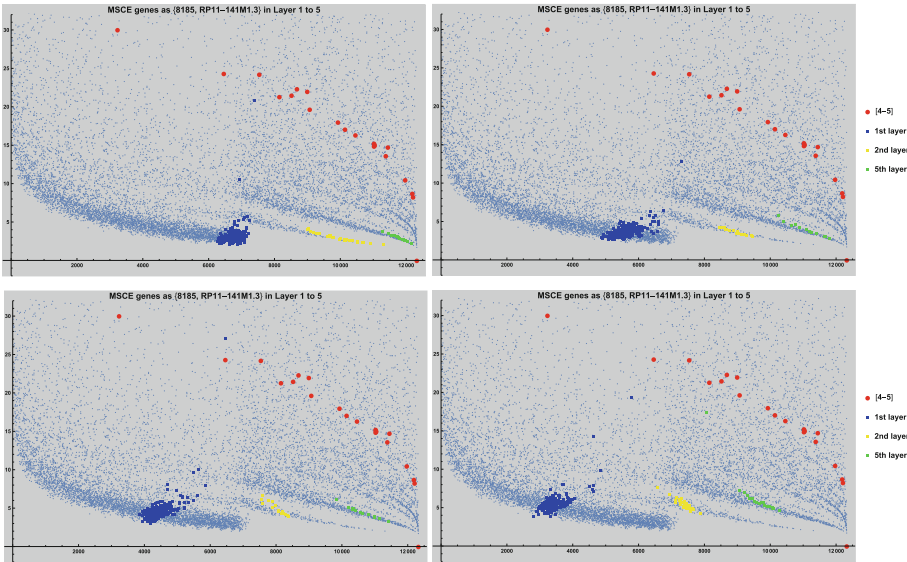 MSCE genes as {8185, RP11–141M1.3} in Layer 1 to 5
30
25
20
15
10
5
2000 4000 6000 8000 10000 12000
MSCE genes as {8185, RP11–141M1.3} in Layer 1 to 5
30
25
20
15
10
5
2000 4000 6000 8000 10000 12000
[4–5]
1st layer
2nd layer
5th layer
MSCE genes as {8185, RP11–141M1.3} in Layer 1 to 5
30
25
20
15
10
5
2000 4000 6000 8000 10000 12000
MSCE genes as {8185, RP11–141M1.3} in Layer 1 to 5
30
25
20
15
10
5
2000 4000 6000 8000 10000 12000
[4–5]
1st layer
2nd layer
5th layer